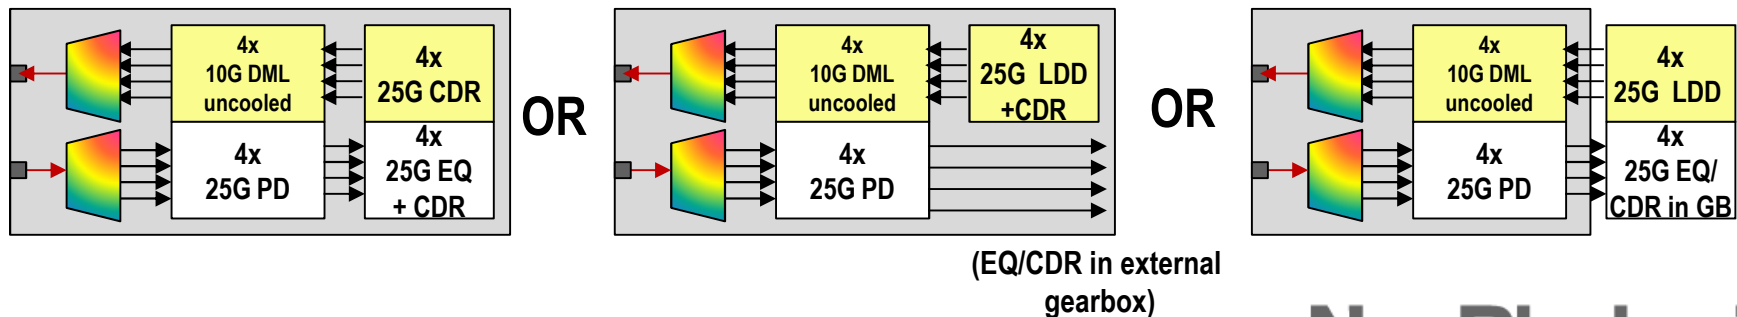 4x
10G DML
uncooled
4x
25G CDR
4x
25G PD
4x
25G EQ
+ CDR
OR
4x
10G DML
uncooled
4x
25G LDD
+CDR
4x
25G PD
(EQ/CDR in external
gearbox)
OR
4x
10G DML
uncooled
4x
25G LDD
4x
25G PD
4x
25G EQ/
CDR in GB